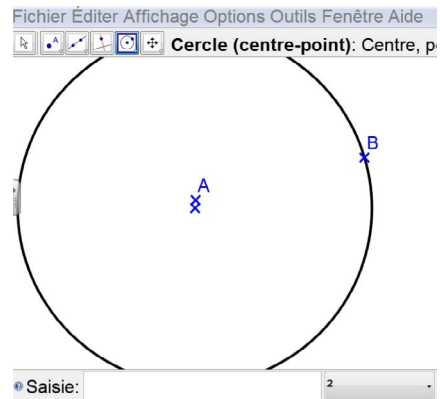 Fichier Éditer Affichage Options Outils Fenêtre Aide
A Cercle (centre-point): Centre, p
B
A
Saisie: 2